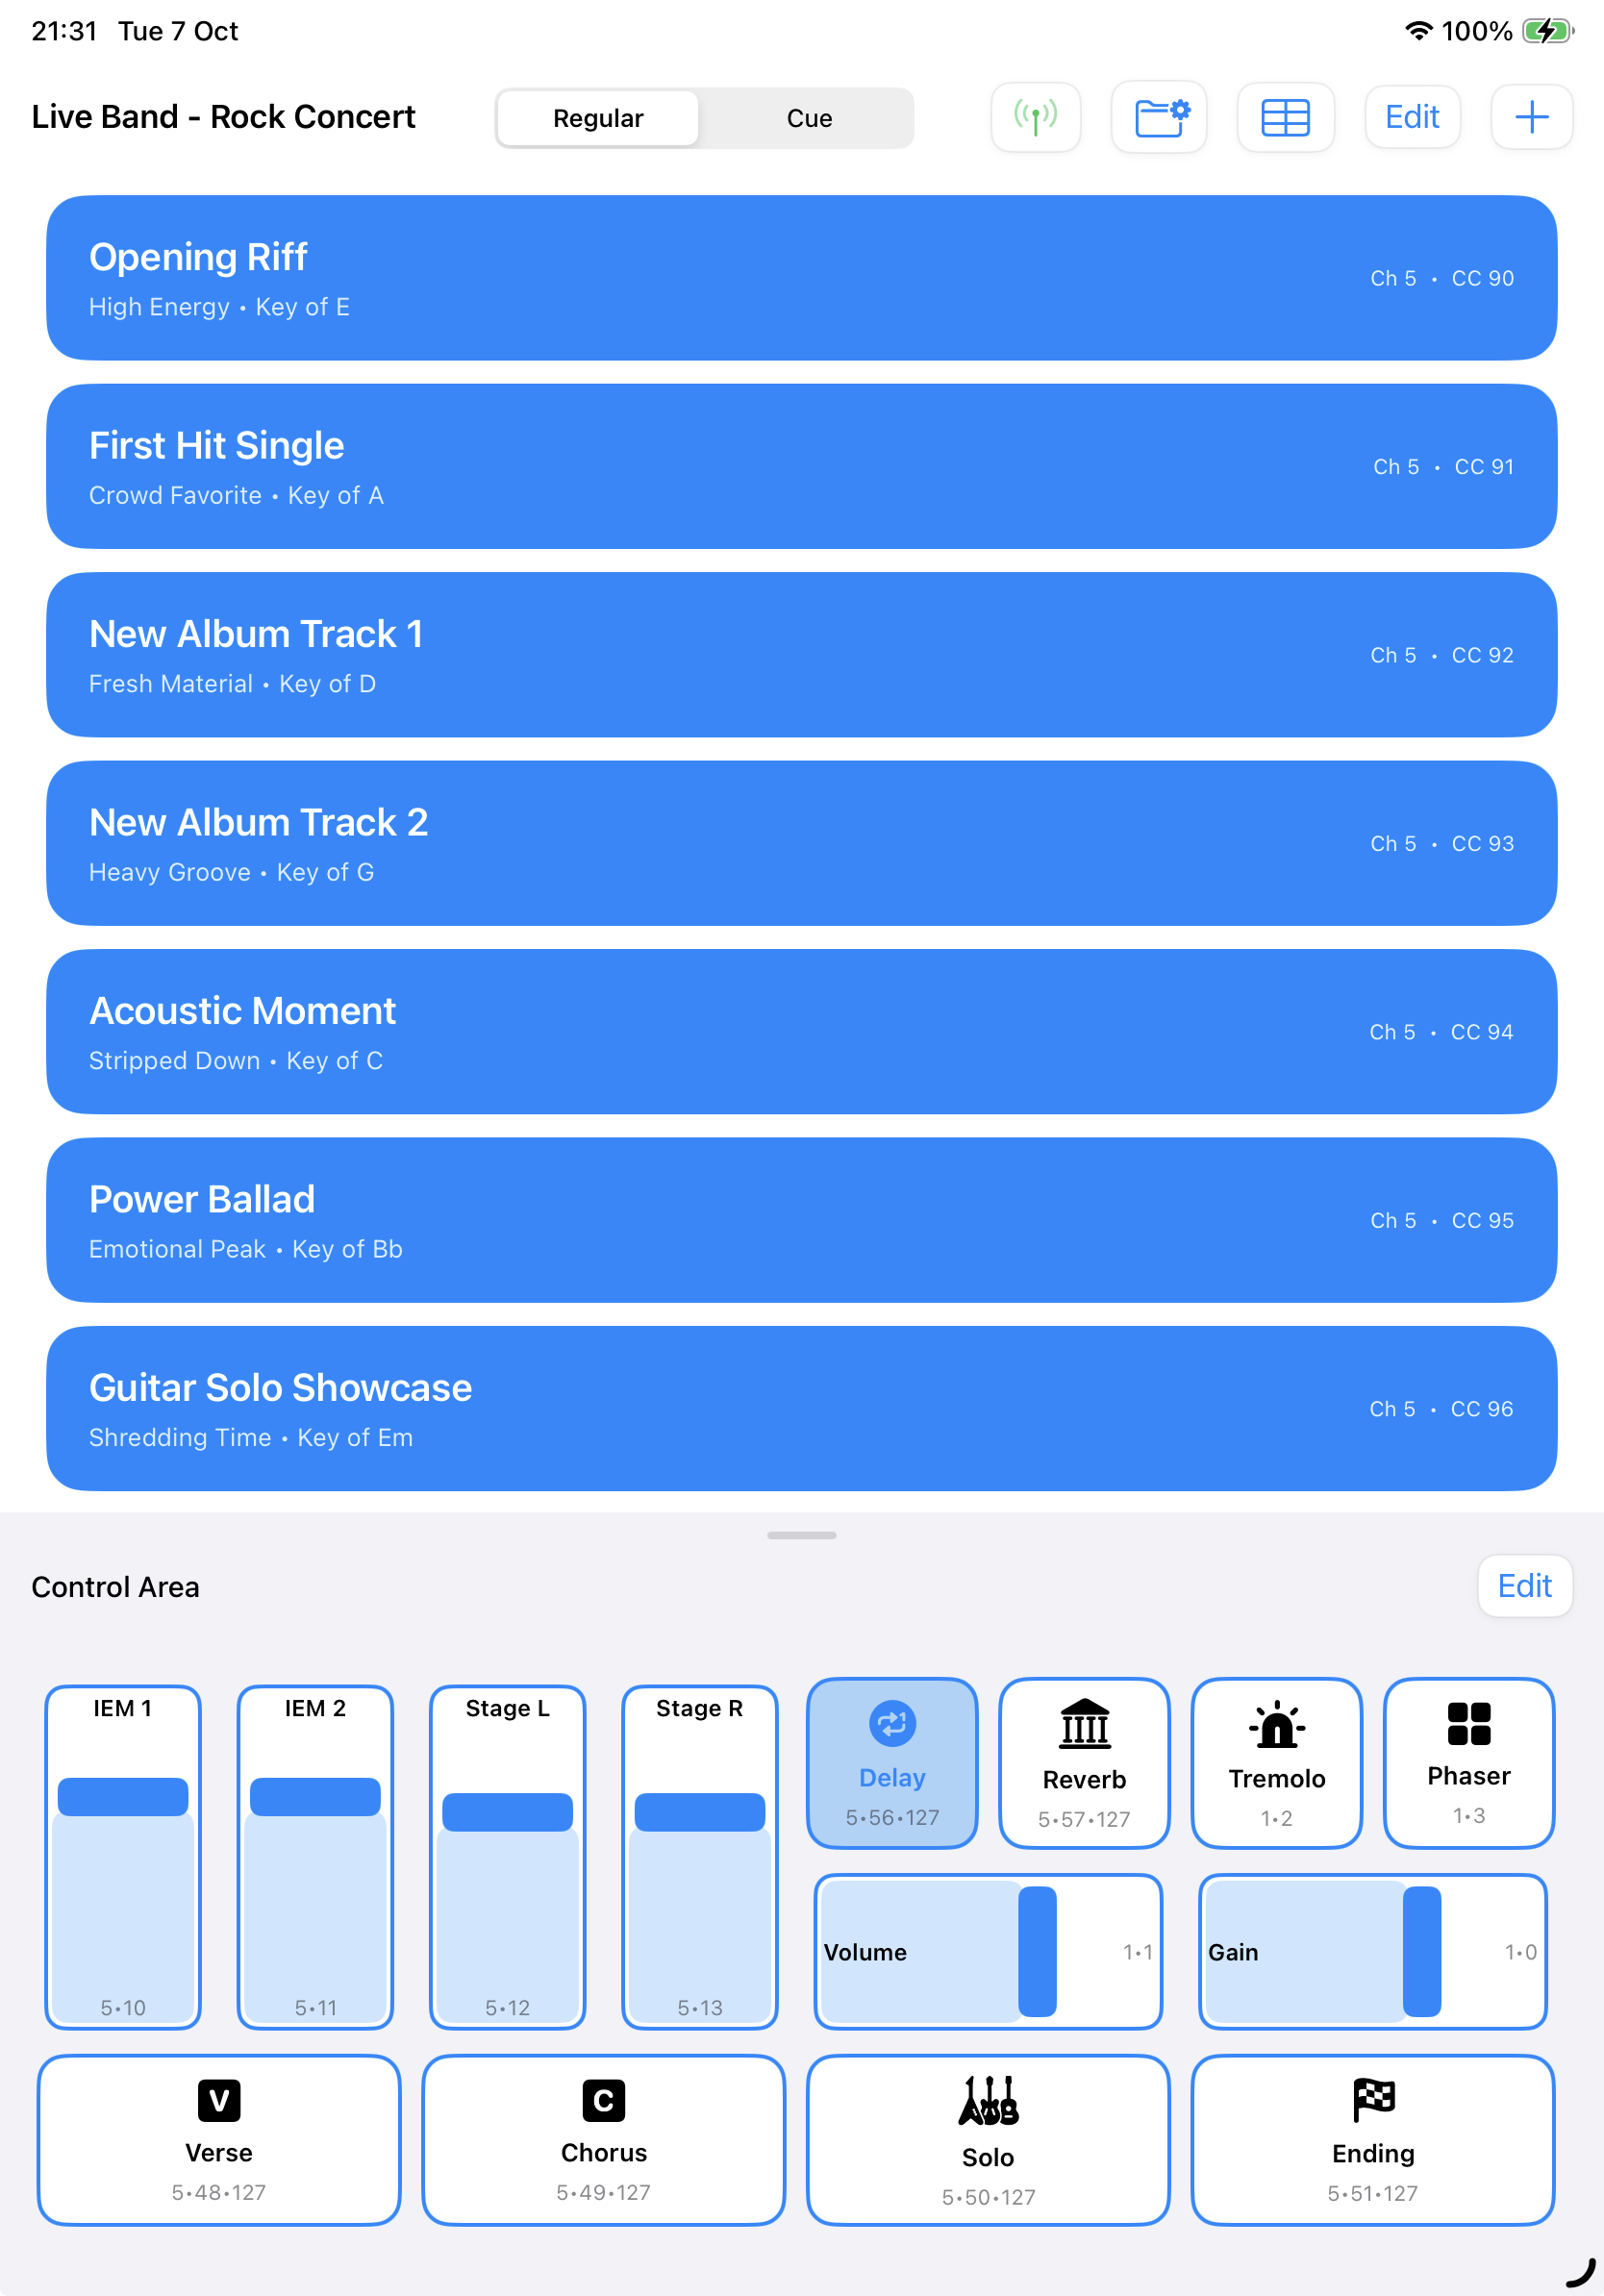 21:31 Tue 7 Oct 100%
Live Band - Rock Concert Regular Cue Edit
Opening Riff
High Energy • Key of E
Ch 5 • CC 90
First Hit Single
Crowd Favorite • Key of A
Ch 5 • CC 91
New Album Track 1
Fresh Material • Key of D
Ch 5 • CC 92
New Album Track 2
Heavy Groove • Key of G
Ch 5 • CC 93
Acoustic Moment
Stripped Down • Key of C
Ch 5 • CC 94
Power Ballad
Emotional Peak • Key of Bb
Ch 5 • CC 95
Guitar Solo Showcase
Shredding Time • Key of Em
Ch 5 • CC 96
Control Area Edit
IEM 1
5•10
IEM 2
5•11
Stage L
5•12
Stage R
5•13
1
Delay
5•56•127
Reverb
5•57•127
Tremolo
1•2
Phaser
1•3
Volume 1•1
Gain 1•0
V
Verse
5•48•127
C
Chorus
5•49•127
Solo
5•50•127
Ending
5•51•127